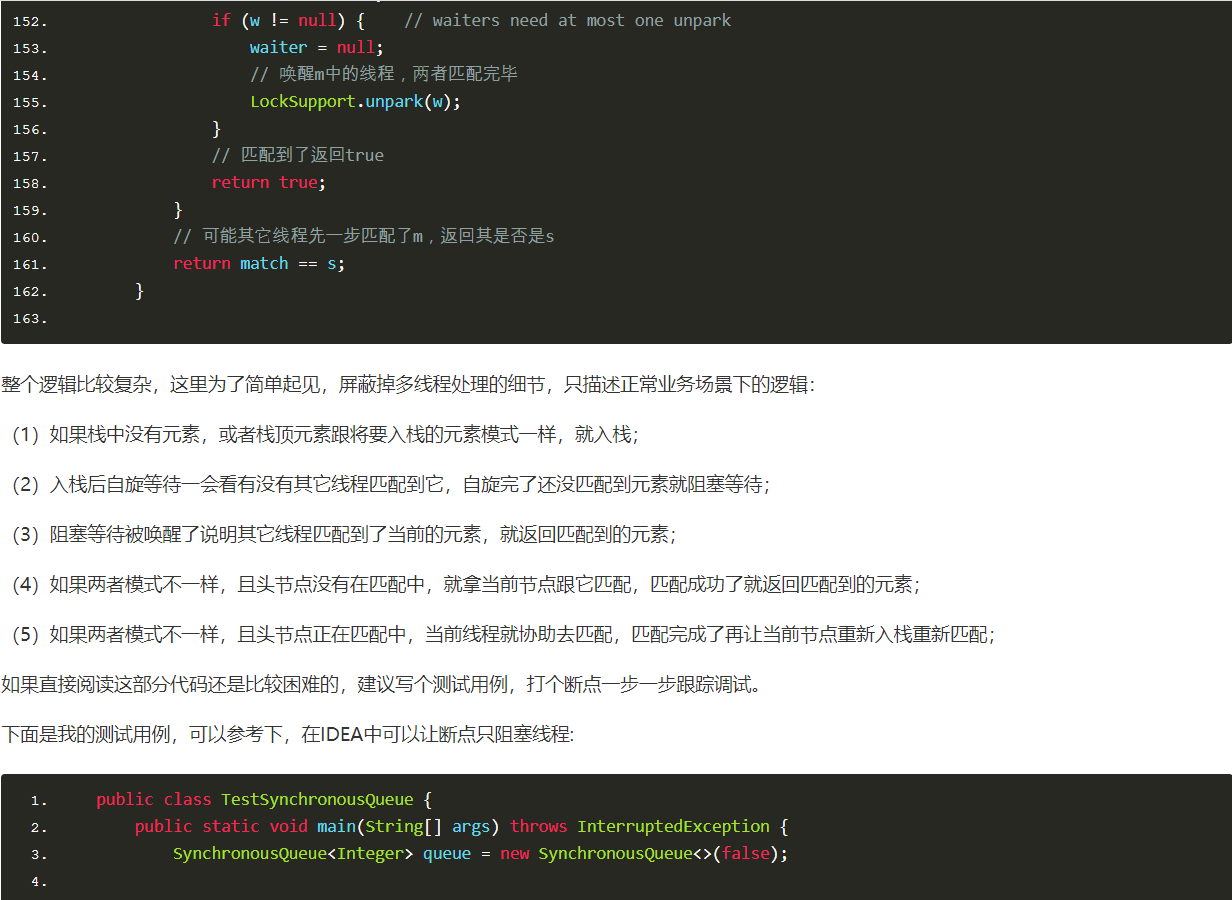 152.                if (w != null) {    // waiters need at most one unpark
153.                    waiter = null;
154.                    // 唤醒m中的线程，两者匹配完毕
155.                    LockSupport.unpark(w);
156.                }
157.                // 匹配到了返回true
158.                return true;
159.            }
160.            // 可能其它线程先一步匹配了m，返回其是否是s
161.            return match == s;
162.        }
163.
整个逻辑比较复杂，这里为了简单起见，屏蔽掉多线程处理的细节，只描述正常业务场景下的逻辑：
（1）如果栈中没有元素，或者栈顶元素跟将要入栈的元素模式一样，就入栈；
（2）入栈后自旋等待一会看有没有其它线程匹配到它，自旋完了还没匹配到元素就阻塞等待；
（3）阻塞等待被唤醒了说明其它线程匹配到了当前的元素，就返回匹配到的元素；
（4）如果两者模式不一样，且头节点没有在匹配中，就拿当前节点跟它匹配，匹配成功了就返回匹配到的元素；
（5）如果两者模式不一样，且头节点正在匹配中，当前线程就协助去匹配，匹配完成了再让当前节点重新入栈重新匹配；
如果直接阅读这部分代码还是比较困难的，建议写个测试用例，打个断点一步一步跟踪调试。
下面是我的测试用例，可以参考下，在IDEA中可以让断点只阻塞线程：
1.    public class TestSynchronousQueue {
2.        public static void main(String[] args) throws InterruptedException {
3.            SynchronousQueue<Integer> queue = new SynchronousQueue<>(false);
4.